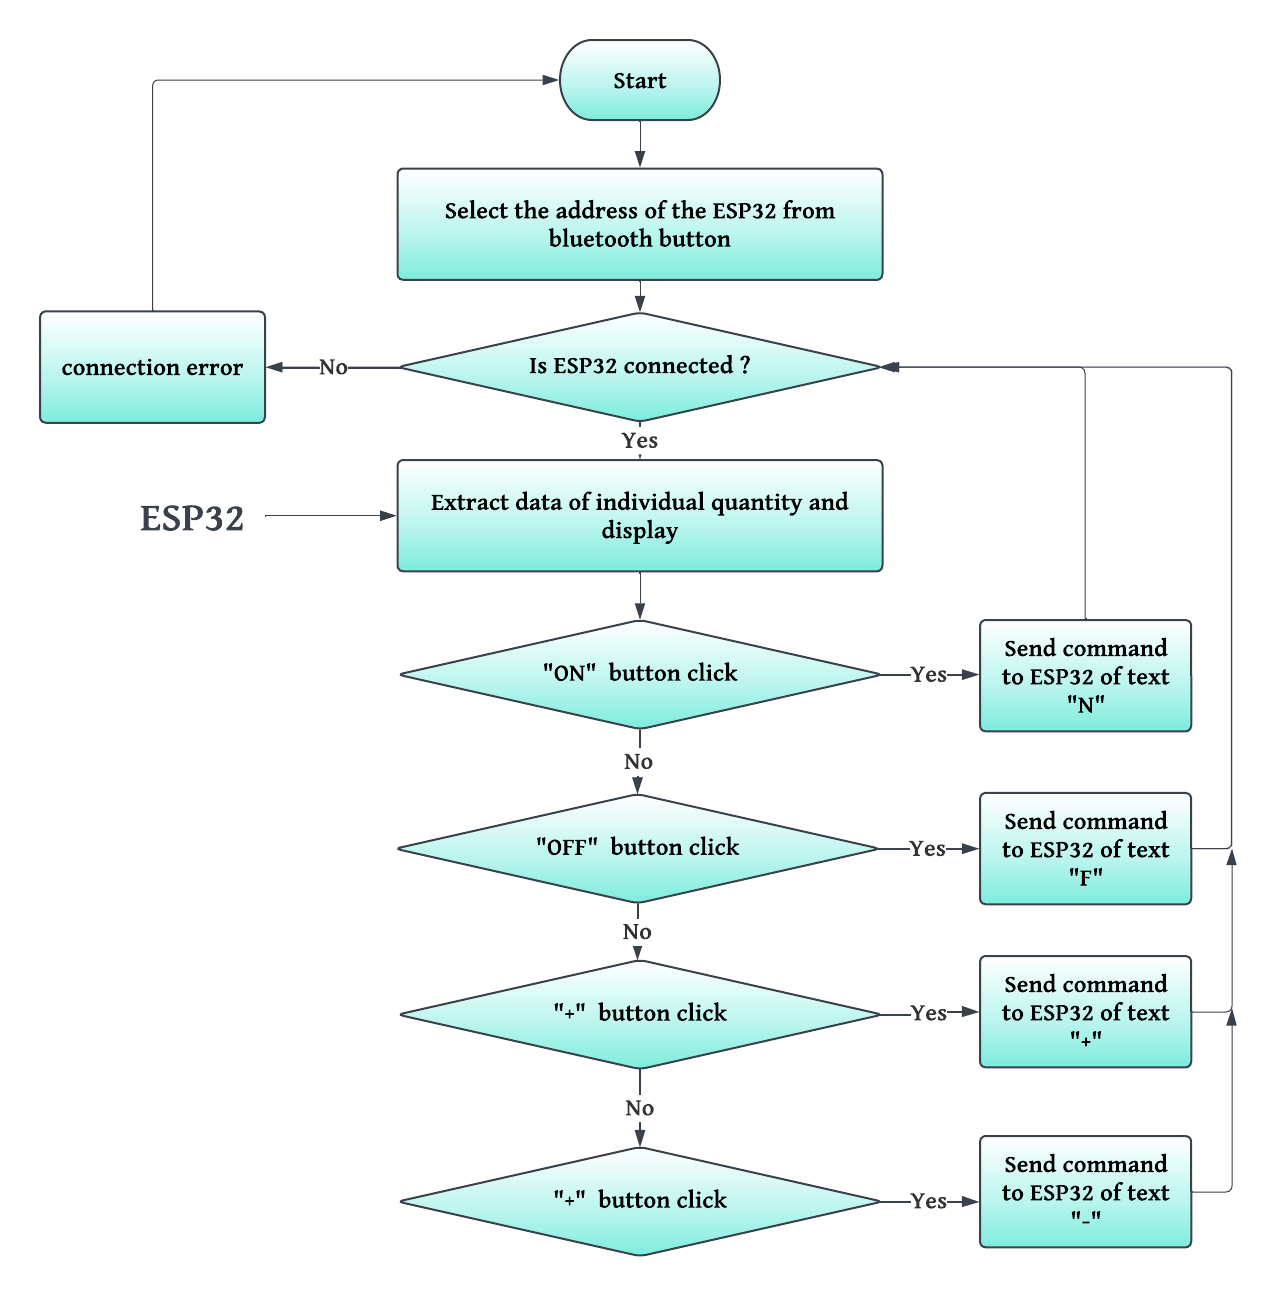 Start
Select the address of the ESP32 from
bluetooth button
Is ESP32 connected ?
No
connection error
Yes
ESP32
Extract data of individual quantity and
display
"ON"  button click
Yes
Send command
to ESP32 of text
"N"
No
"OFF"  button click
Yes
Send command
to ESP32 of text
"F"
No
"+"  button click
Yes
Send command
to ESP32 of text
"+"
No
"+"  button click
Yes
Send command
to ESP32 of text
"-"